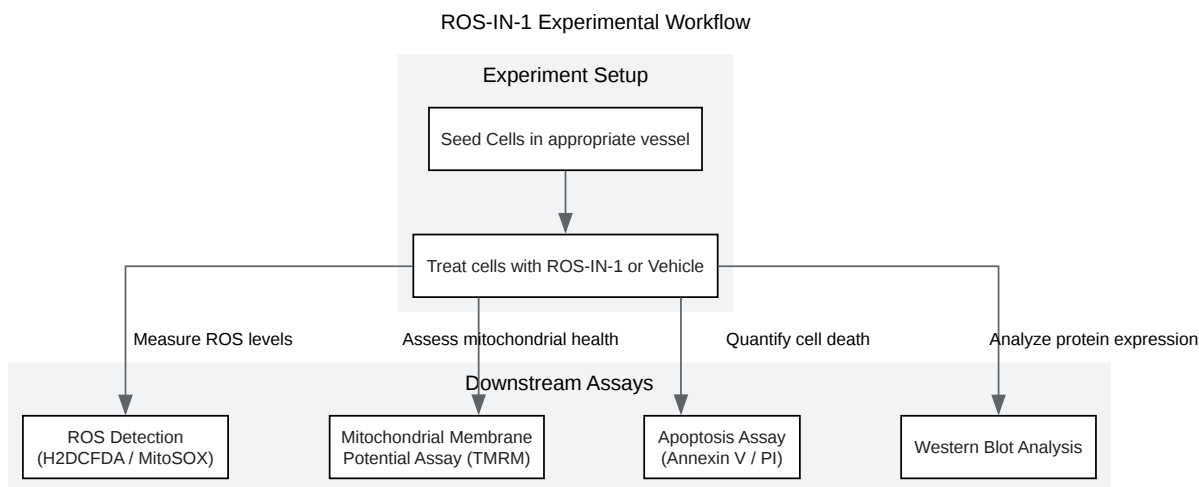 ROS-IN-1 Experimental Workflow
Experiment Setup
Seed Cells in appropriate vessel
Treat cells with ROS-IN-1 or Vehicle
Measure ROS levels
Assess mitochondrial health
Quantify cell death
Analyze protein expression
Downstream Assays
ROS Detection
(H2DCFDA / MitoSOX)
Mitochondrial Membrane
Potential Assay (TMRM)
Apoptosis Assay
(Annexin V / PI)
Western Blot Analysis